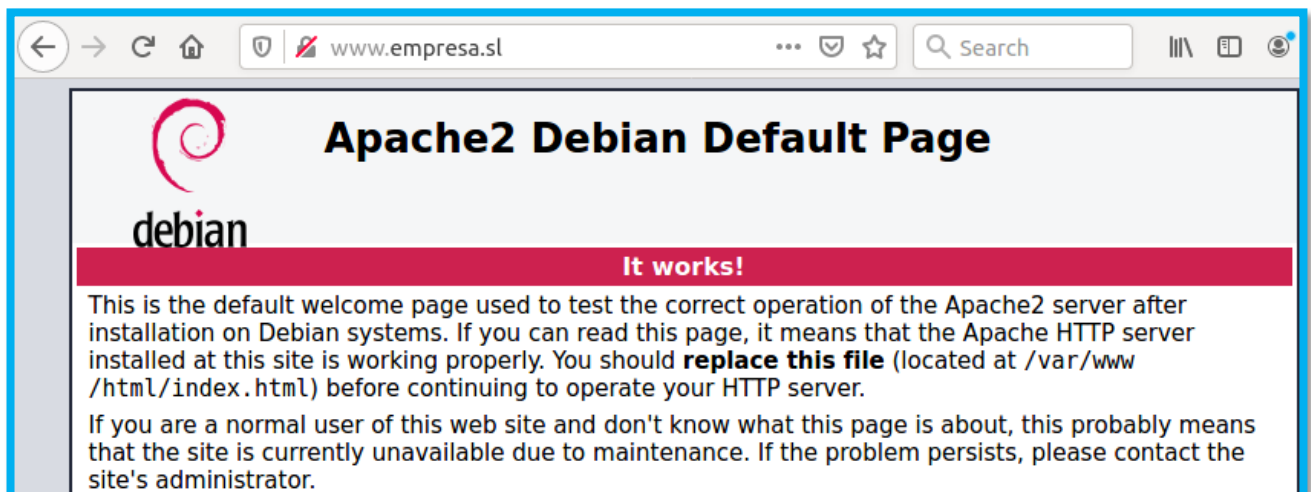 www.empresa.sl
Search
Apache2 Debian Default Page
debian
It works!
This is the default welcome page used to test the correct operation of the Apache2 server after
installation on Debian systems. If you can read this page, it means that the Apache HTTP server
installed at this site is working properly. You should replace this file (located at /var/www
/html/index.html) before continuing to operate your HTTP server.
If you are a normal user of this web site and don't know what this page is about, this probably means
that the site is currently unavailable due to maintenance. If the problem persists, please contact the
site's administrator.